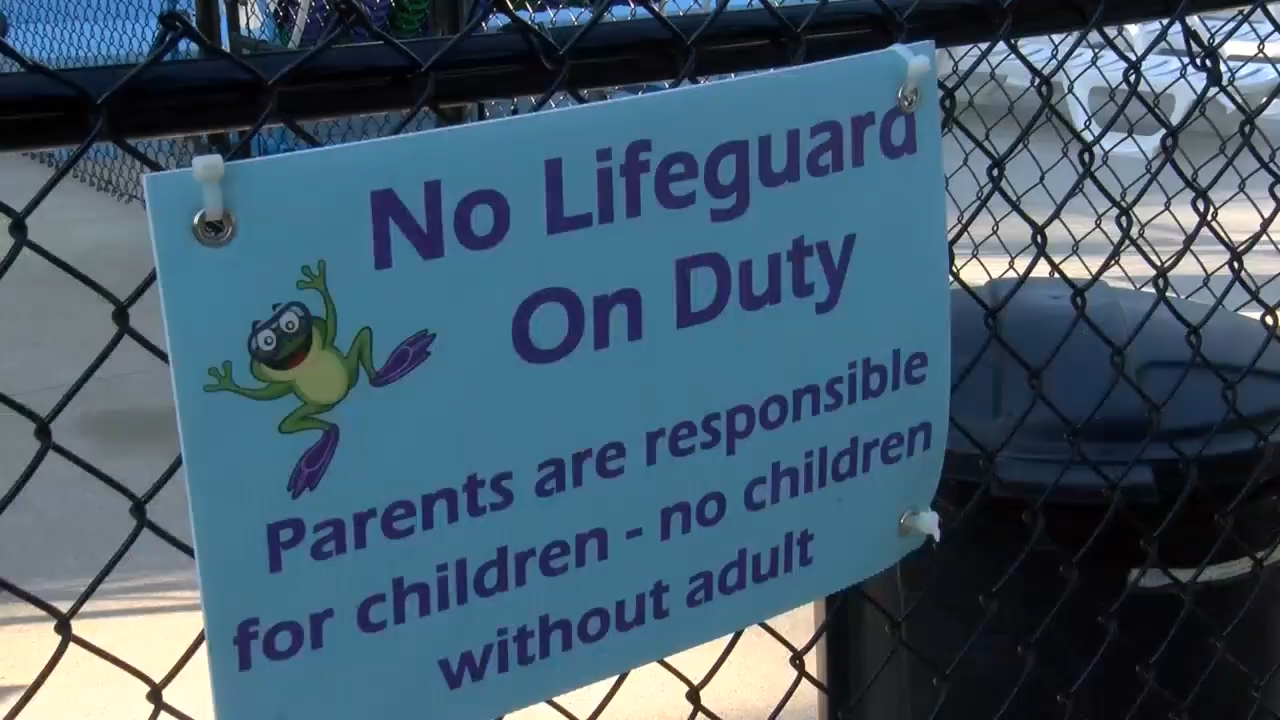 No Lifeguard
On Duty
Parents are responsible
for children - no children
without adult